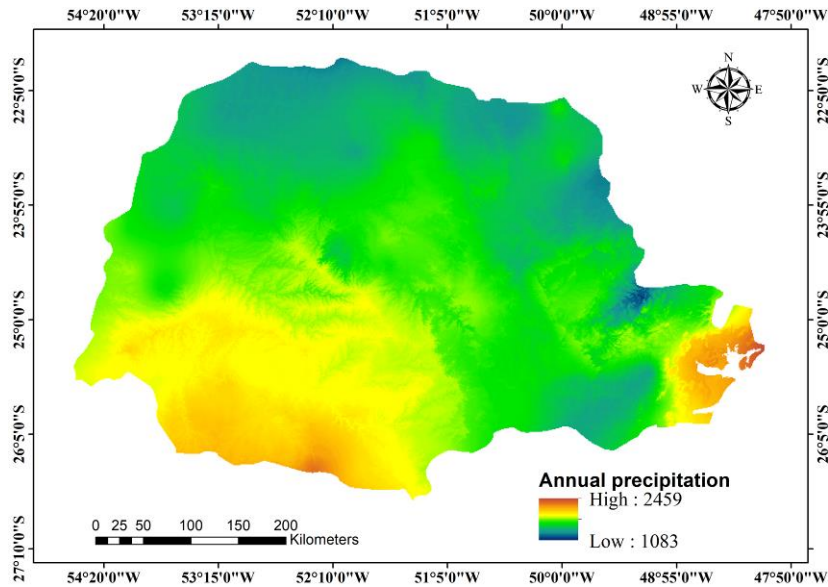 54°20'0"W 53°15'0"W 52°10'0"W 51°5'0"W 50°0'0"W 48°55'0"W 47°50'0"W
N
W E
S
22°50'0"S 22°50'0"S
23°55'0"S 23°55'0"S
25°0'0"S 25°0'0"S
26°5'0"S 26°5'0"S
27°10'0"S 27°10'0"S
Annual precipitation
High : 2459
Low : 1083
0 25 50 100 150 200
Kilometers
54°20'0"W 53°15'0"W 52°10'0"W 51°5'0"W 50°0'0"W 48°55'0"W 47°50'0"W